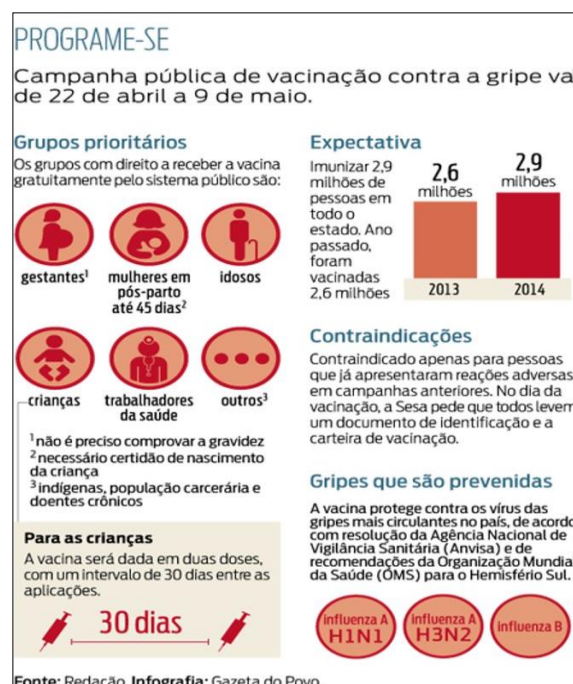 PROGRAME-SE
Campanha pública de vacinação contra a gripe va
de 22 de abril a 9 de maio.
Grupos prioritários
Os grupos com direito a receber a vacina
gratuitamente pelo sistema público são:
gestantes¹
mulheres em
pós-parto
até 45 dias²
idosos
crianças
trabalhadores
da saúde
outros³
¹ não é preciso comprovar a gravidez
² necessário certidão de nascimento
da criança
³ indígenas, população carcerária e
doentes crônicos
Para as crianças
A vacina será dada em duas doses,
com um intervalo de 30 dias entre as
aplicações.
30 dias
Expectativa
Imunizar 2,9
milhões de
pessoas em
todo o
estado. Ano
passado,
foram
vacinadas
2,6 milhões
2,6
milhões
2,9
milhões
2013
2014
Contraindicações
Contraindicado apenas para pessoas
que já apresentaram reações adversas
em campanhas anteriores. No dia da
vacinação, a Sesa pede que todos levem
um documento de identificação e a
carteira de vacinação.
Gripes que são prevenidas
A vacina protege contra os vírus das
gripes mais circulantes no país, de acordo
com resolução da Agência Nacional de
Vigilância Sanitária (Anvisa) e de
recomendações da Organização Mundia
da Saúde (OMS) para o Hemisfério Sul.
influenza A
H1N1
influenza A
H3N2
influenza B
Fonte: Redação. Infografia: Gazeta do Povo